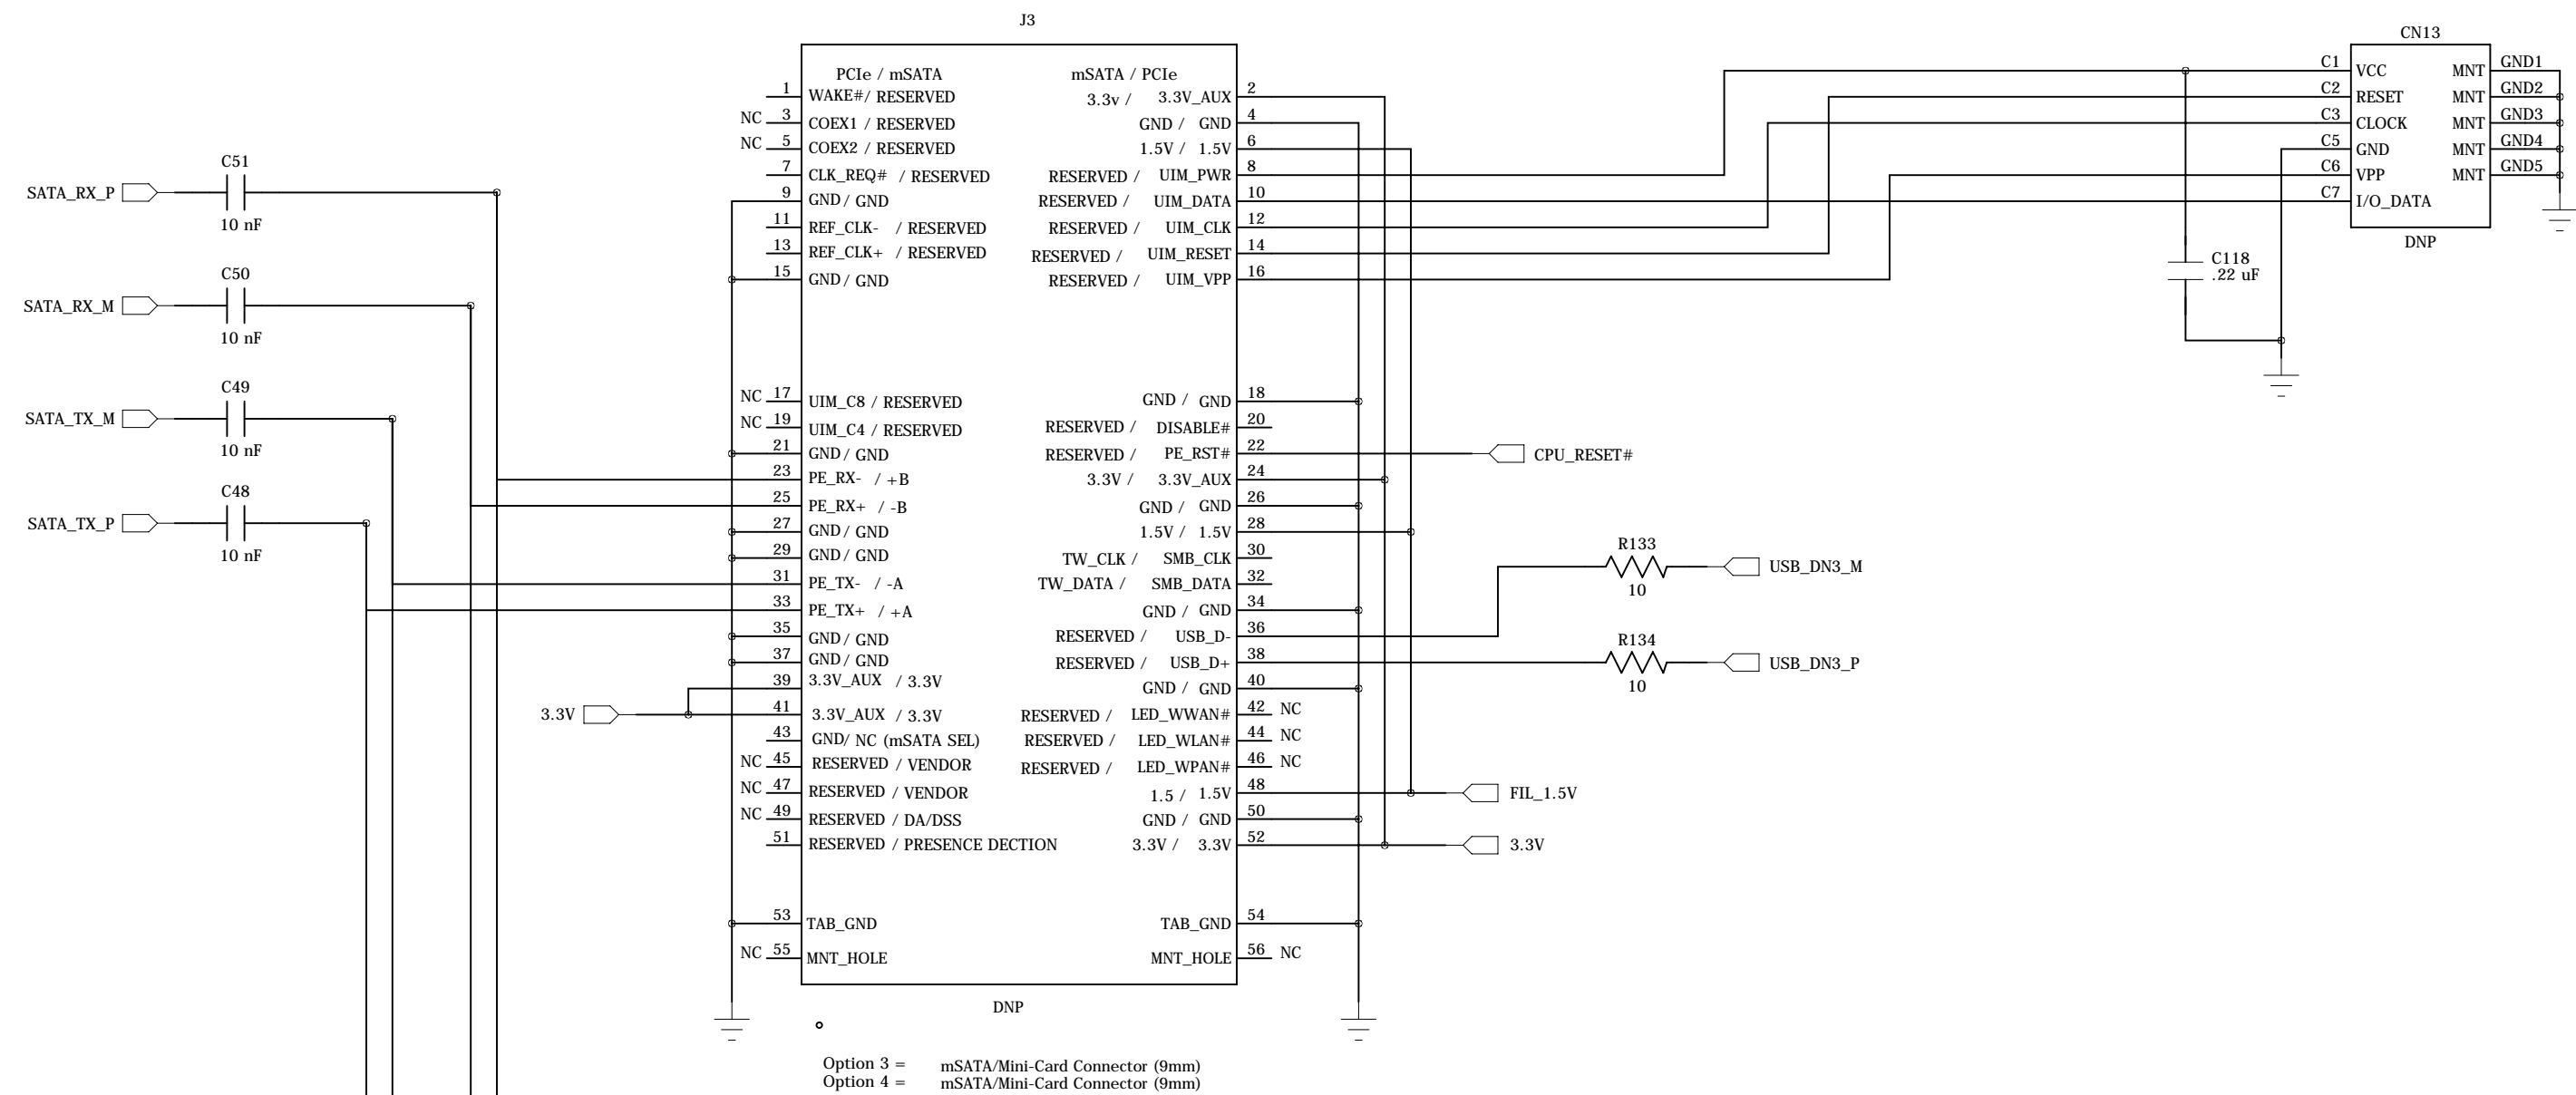 J3
CN13
PCIe / mSATA
mSATA / PCIe
1 WAKE#/ RESERVED
NC 3 COEX1 / RESERVED
NC 5 COEX2 / RESERVED
7 CLK_REQ# / RESERVED
9 GND/ GND
11 REF_CLK- / RESERVED
13 REF_CLK+ / RESERVED
15 GND/ GND
NC 17 UIM_C8 / RESERVED
NC 19 UIM_C4 / RESERVED
21 GND/ GND
23 PE_RX- / +B
25 PE_RX+ / -B
27 GND/ GND
29 GND/ GND
31 PE_TX- / -A
33 PE_TX+ / +A
35 GND/ GND
37 GND/ GND
39 3.3V_AUX / 3.3V
41 3.3V_AUX / 3.3V
43 GND/ NC (mSATA SEL)
NC 45 RESERVED / VENDOR
NC 47 RESERVED / VENDOR
NC 49 RESERVED / DA/DSS
51 RESERVED / PRESENCE DECTION
53 TAB_GND
NC 55 MNT_HOLE
3.3v / 3.3V_AUX 2
GND / GND 4
1.5V / 1.5V 6
RESERVED / UIM_PWR 8
RESERVED / UIM_DATA 10
RESERVED / UIM_CLK 12
RESERVED / UIM_RESET 14
RESERVED / UIM_VPP 16
GND / GND 18
RESERVED / DISABLE# 20
RESERVED / PE_RST# 22
3.3V / 3.3V_AUX 24
GND / GND 26
1.5V / 1.5V 28
TW_CLK / SMB_CLK 30
TW_DATA / SMB_DATA 32
GND / GND 34
RESERVED / USB_D- 36
RESERVED / USB_D+ 38
GND / GND 40
RESERVED / LED_WWAN# 42 NC
RESERVED / LED_WLAN# 44 NC
RESERVED / LED_WPAN# 46 NC
1.5 / 1.5V 48
GND / GND 50
3.3V / 3.3V 52
TAB_GND 54
MNT_HOLE 56 NC
DNP
Option 3 = mSATA/Mini-Card Connector (9mm)
Option 4 = mSATA/Mini-Card Connector (9mm)
C51
SATA_RX_P
10 nF
C50
SATA_RX_M
10 nF
C49
SATA_TX_M
10 nF
C48
SATA_TX_P
10 nF
3.3V
CPU_RESET#
R133
USB_DN3_M
10
R134
USB_DN3_P
10
FIL_1.5V
3.3V
C1 VCC MNT GND1
C2 RESET MNT GND2
C3 CLOCK MNT GND3
C5 GND MNT GND4
C6 VPP MNT GND5
C7 I/O_DATA
DNP
C118
.22 uF